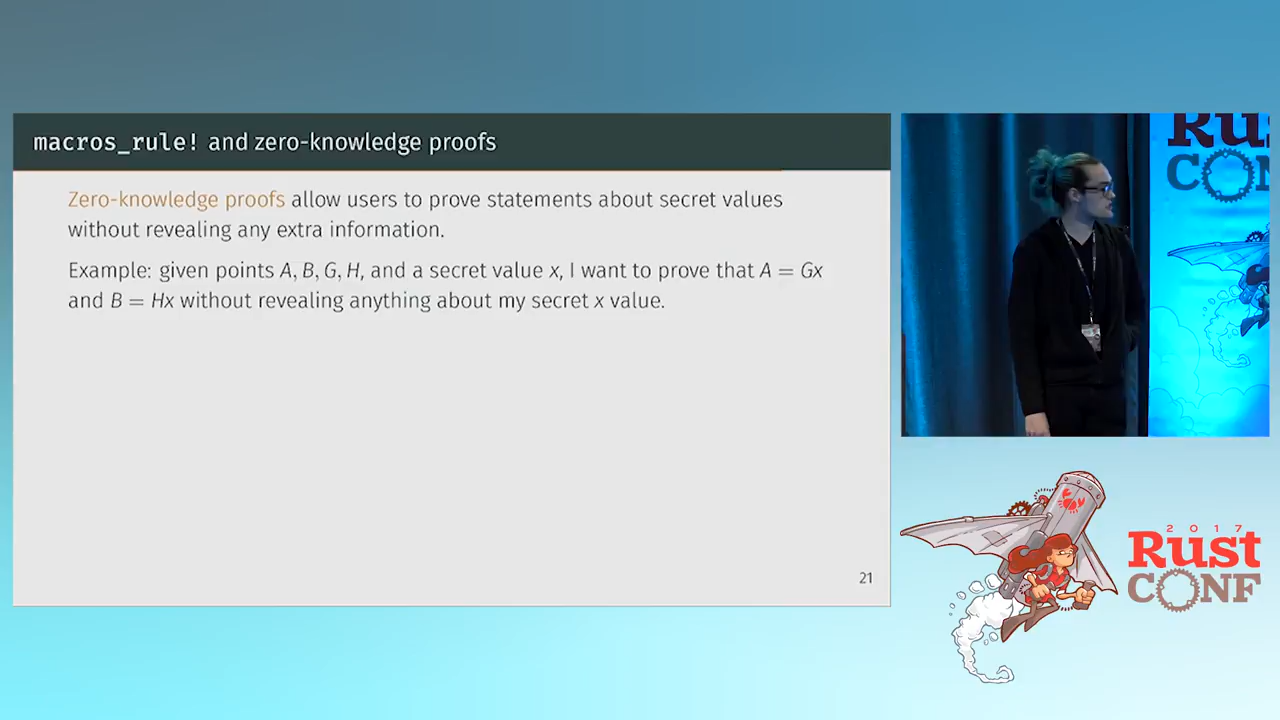 macros_rule! and zero-knowledge proofs
Zero-knowledge proofs allow users to prove statements about secret values
without revealing any extra information.
Example: given points A, B, G, H, and a secret value x, I want to prove that A = Gx
and B = Hx without revealing anything about my secret x value.
21
Rust
CONF
2017
Rust
CONF